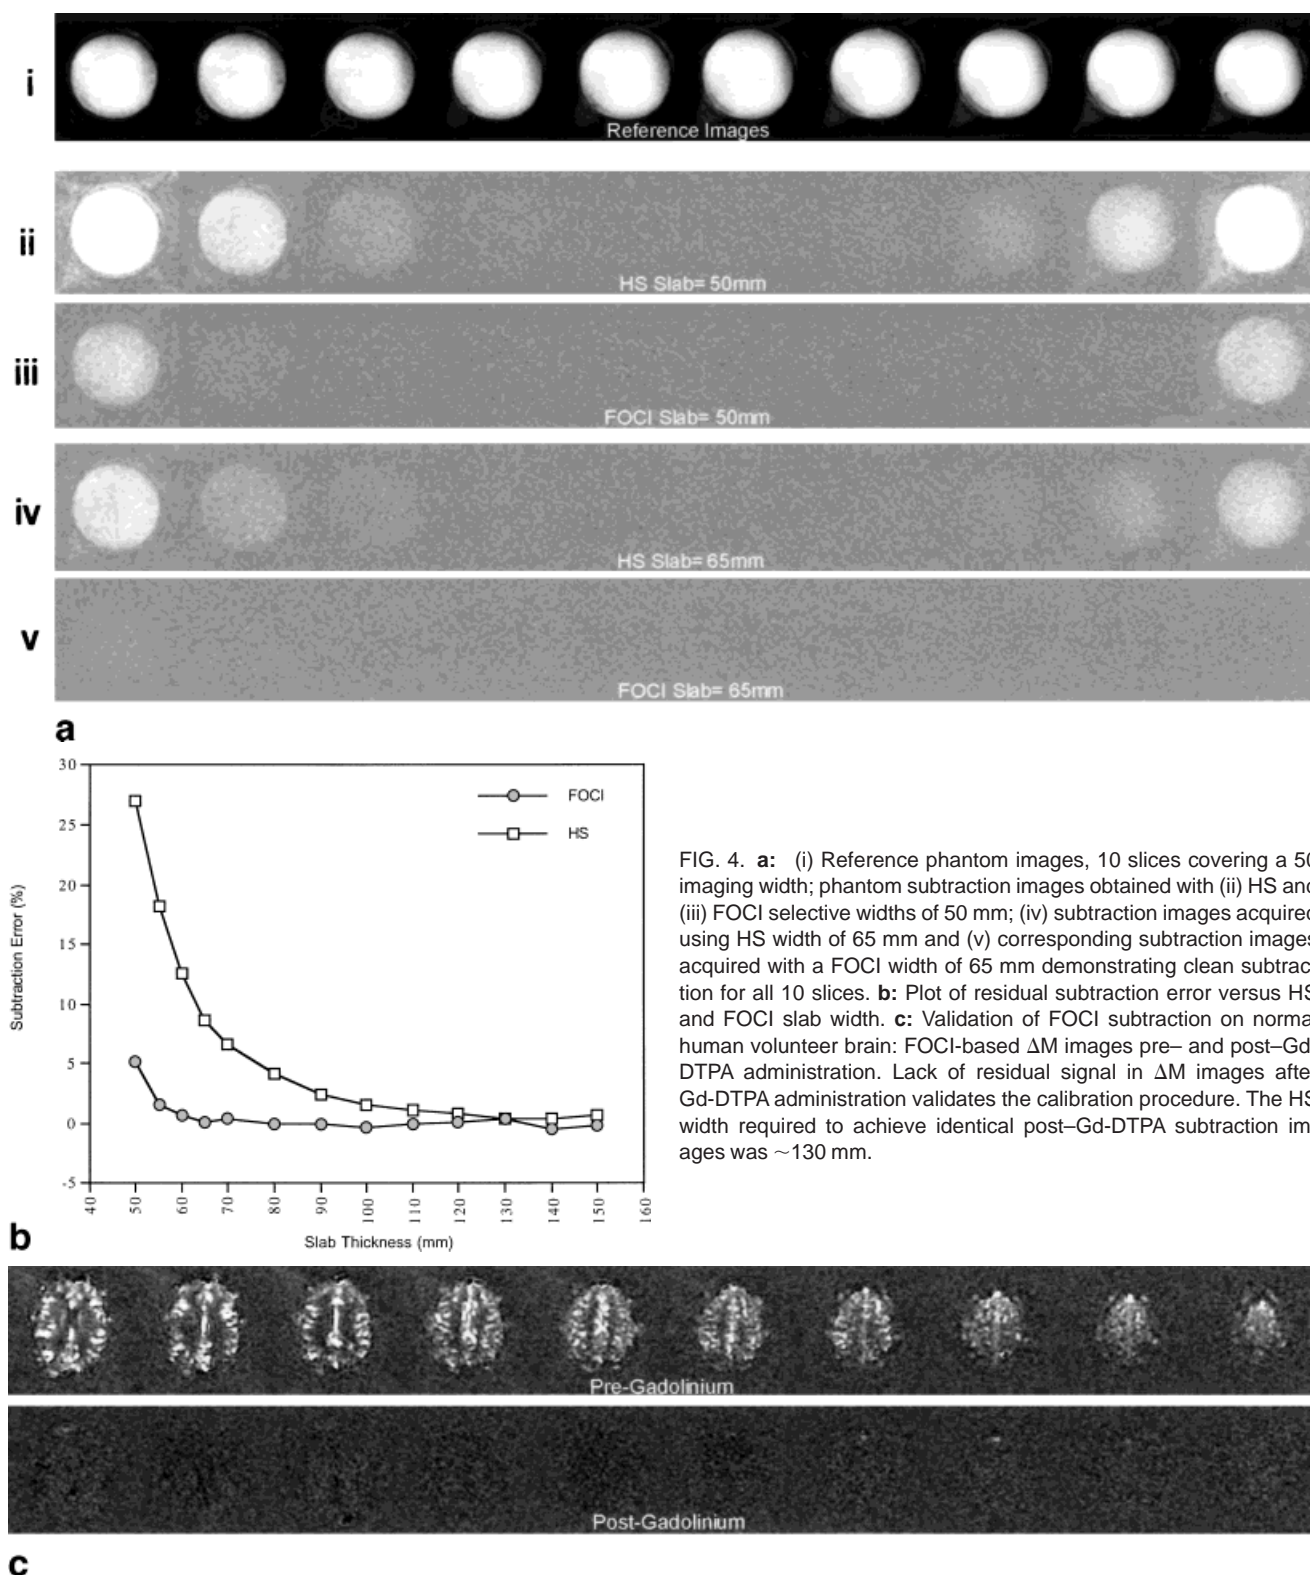 i
Reference Images
ii
HS Slab= 50mm
iii
FOCI Slab= 50mm
iv
HS Slab= 65mm
v
FOCI Slab= 65mm
a
30
25
20
15
10
5
0
-5
Subtraction Error (%)
FOCI
HS
40
50
60
70
80
90
100
110
120
130
140
150
160
Slab Thickness (mm)
b
FIG. 4. a: (i) Reference phantom images, 10 slices covering a 50
imaging width; phantom subtraction images obtained with (ii) HS and
(iii) FOCI selective widths of 50 mm; (iv) subtraction images acquired
using HS width of 65 mm and (v) corresponding subtraction images
acquired with a FOCI width of 65 mm demonstrating clean subtrac-
tion for all 10 slices. b: Plot of residual subtraction error versus HS
and FOCI slab width. c: Validation of FOCI subtraction on norma
human volunteer brain: FOCI-based ΔM images pre– and post–Gd
DTPA administration. Lack of residual signal in ΔM images afte
Gd-DTPA administration validates the calibration procedure. The HS
width required to achieve identical post–Gd-DTPA subtraction im
ages was ∼130 mm.
Pre-Gadolinium
Post-Gadolinium
c